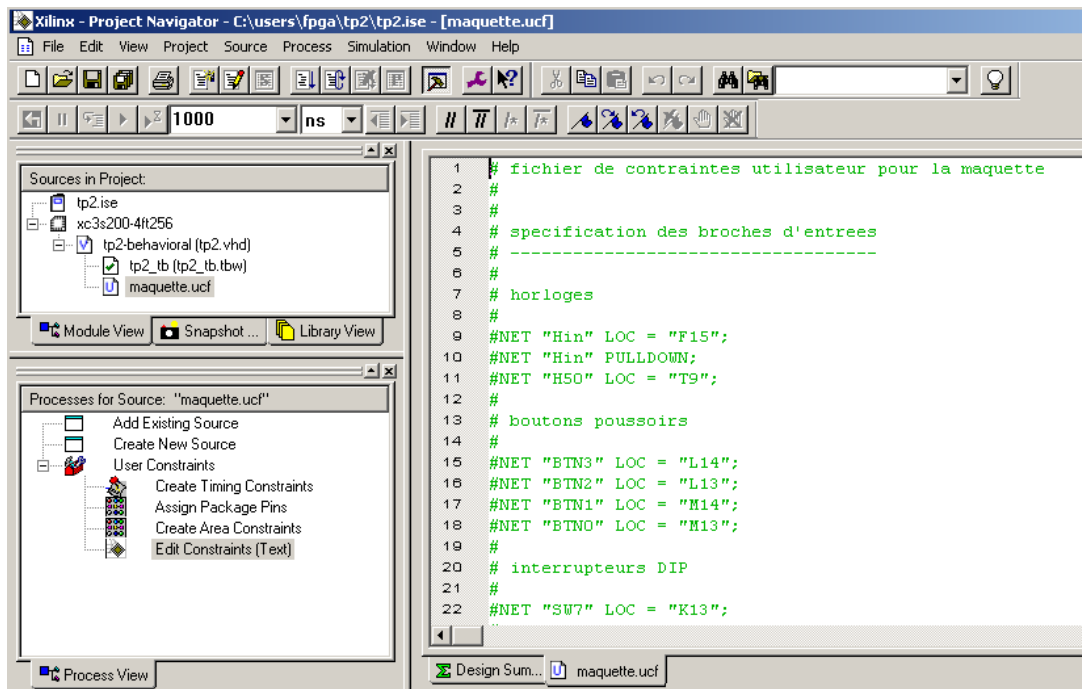 Xilinx - Project Navigator - C:\users\fpga\tp2\tp2.ise - [maquette.ucf]
File Edit View Project Source Process Simulation Window Help
1000 ns
Sources in Project:
tp2.ise
xc3s200-4ft256
tp2-behavioral (tp2.vhd)
tp2_tb (tp2_tb.tbw)
maquette.ucf
Module View Snapshot ... Library View
Processes for Source: "maquette.ucf"
Add Existing Source
Create New Source
User Constraints
Create Timing Constraints
Assign Package Pins
Create Area Constraints
Edit Constraints (Text)
Process View
1 # fichier de contraintes utilisateur pour la maquette
2 #
3 #
4 # specification des broches d'entrees
5 # -----------------------------------
6 #
7 # horloges
8 #
9 #NET "Hin" LOC = "F15";
10 #NET "Hin" PULLDOWN;
11 #NET "H50" LOC = "T9";
12 #
13 # boutons poussoirs
14 #
15 #NET "BTN3" LOC = "L14";
16 #NET "BTN2" LOC = "L13";
17 #NET "BTN1" LOC = "M14";
18 #NET "BTN0" LOC = "M13";
19 #
20 # interrupteurs DIP
21 #
22 #NET "SW7" LOC = "K13";
Design Sum... maquette.ucf